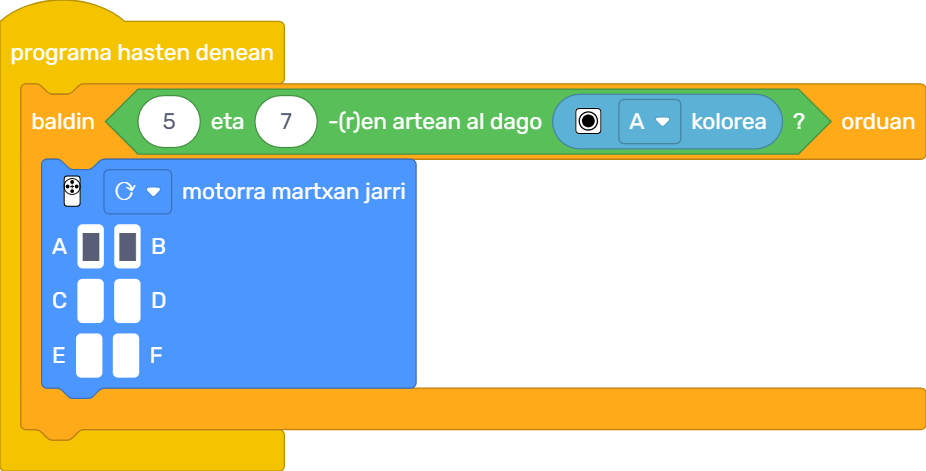 programa hasten denean
baldin 5 eta 7 -(r)en artean al dago A kolorea ? orduan
motorra martxan jarri
A B
C D
E F